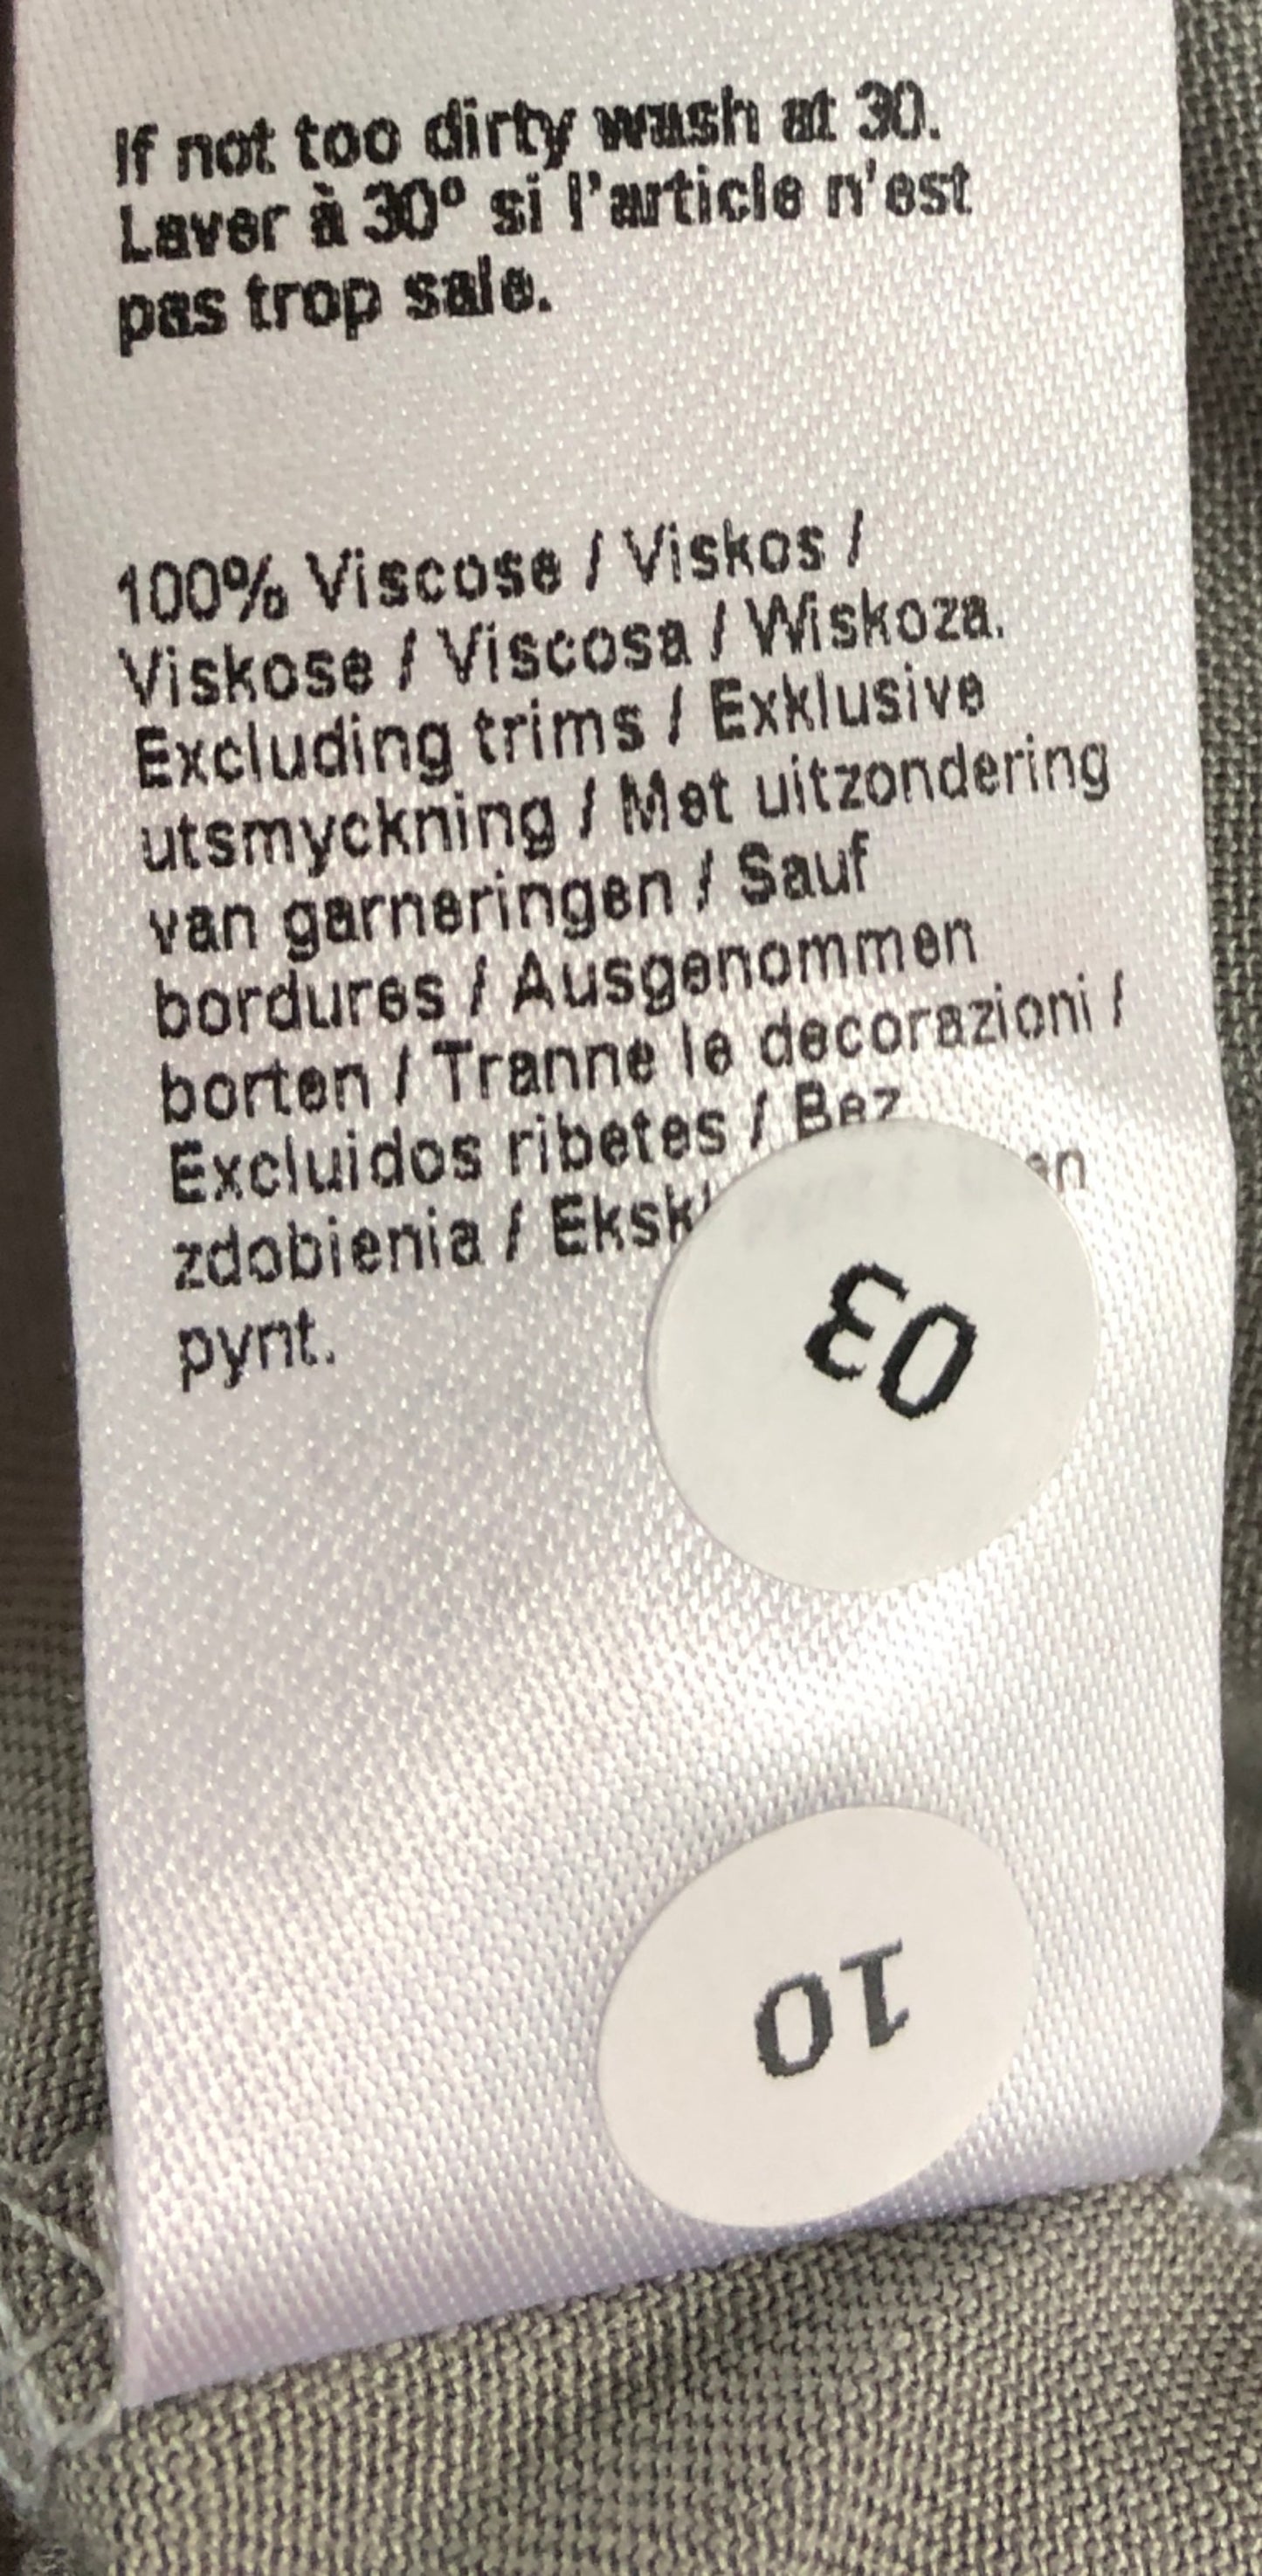 If not too dirty wash at 30.
Laver à 30° si l'article n'est
pas trop sale.
100% Viscose / Viskos /
Viskose / Viscosa / Wiskoza.
Excluding trims / Exklusive
utsmyckning / Met uitzondering
van garneringen / Sauf
bordures / Ausgenommen
borten / Tranne le decorazioni /
Excluidos ribetes / Bez
zdobienia /
pynt.
03
10